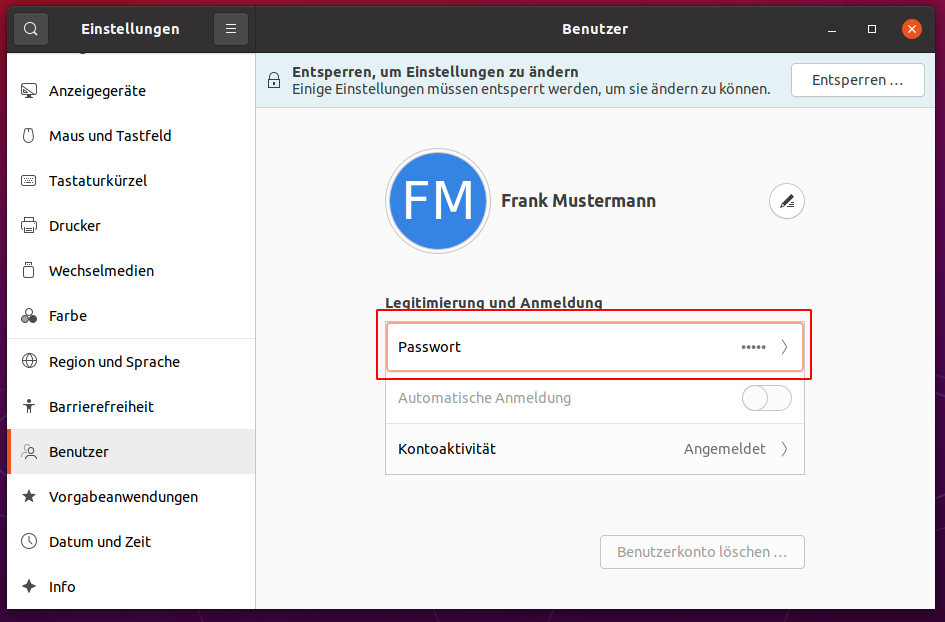 Einstellungen
Benutzer
Anzeigegeräte
Maus und Tastfeld
Tastaturkürzel
Drucker
Wechselmedien
Farbe
Region und Sprache
Barrierefreiheit
Benutzer
Vorgabeanwendungen
Datum und Zeit
Info
Entsperren, um Einstellungen zu ändern
Einige Einstellungen müssen entsperrt werden, um sie ändern zu können.
Entsperren …
FM
Frank Mustermann
Legitimierung und Anmeldung
Passwort •••••
Automatische Anmeldung
Kontoaktivität Angemeldet
Benutzerkonto löschen …